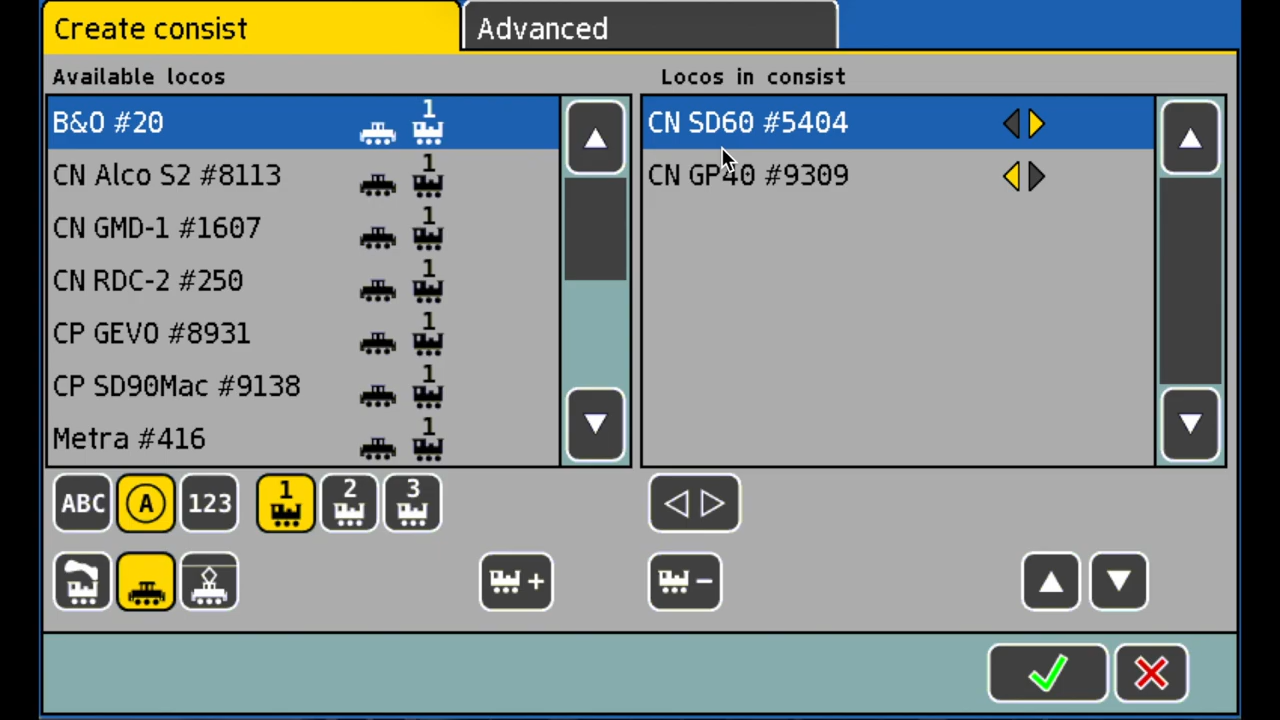 Create consist
Advanced
Available locos
Locos in consist
B&O #20
1
CN Alco S2 #8113
1
CN GMD-1 #1607
1
CN RDC-2 #250
1
CP GEVO #8931
1
CP SD90Mac #9138
1
Metra #416
1
CN SD60 #5404
CN GP40 #9309
ABC
A
123
1
2
3
+
-